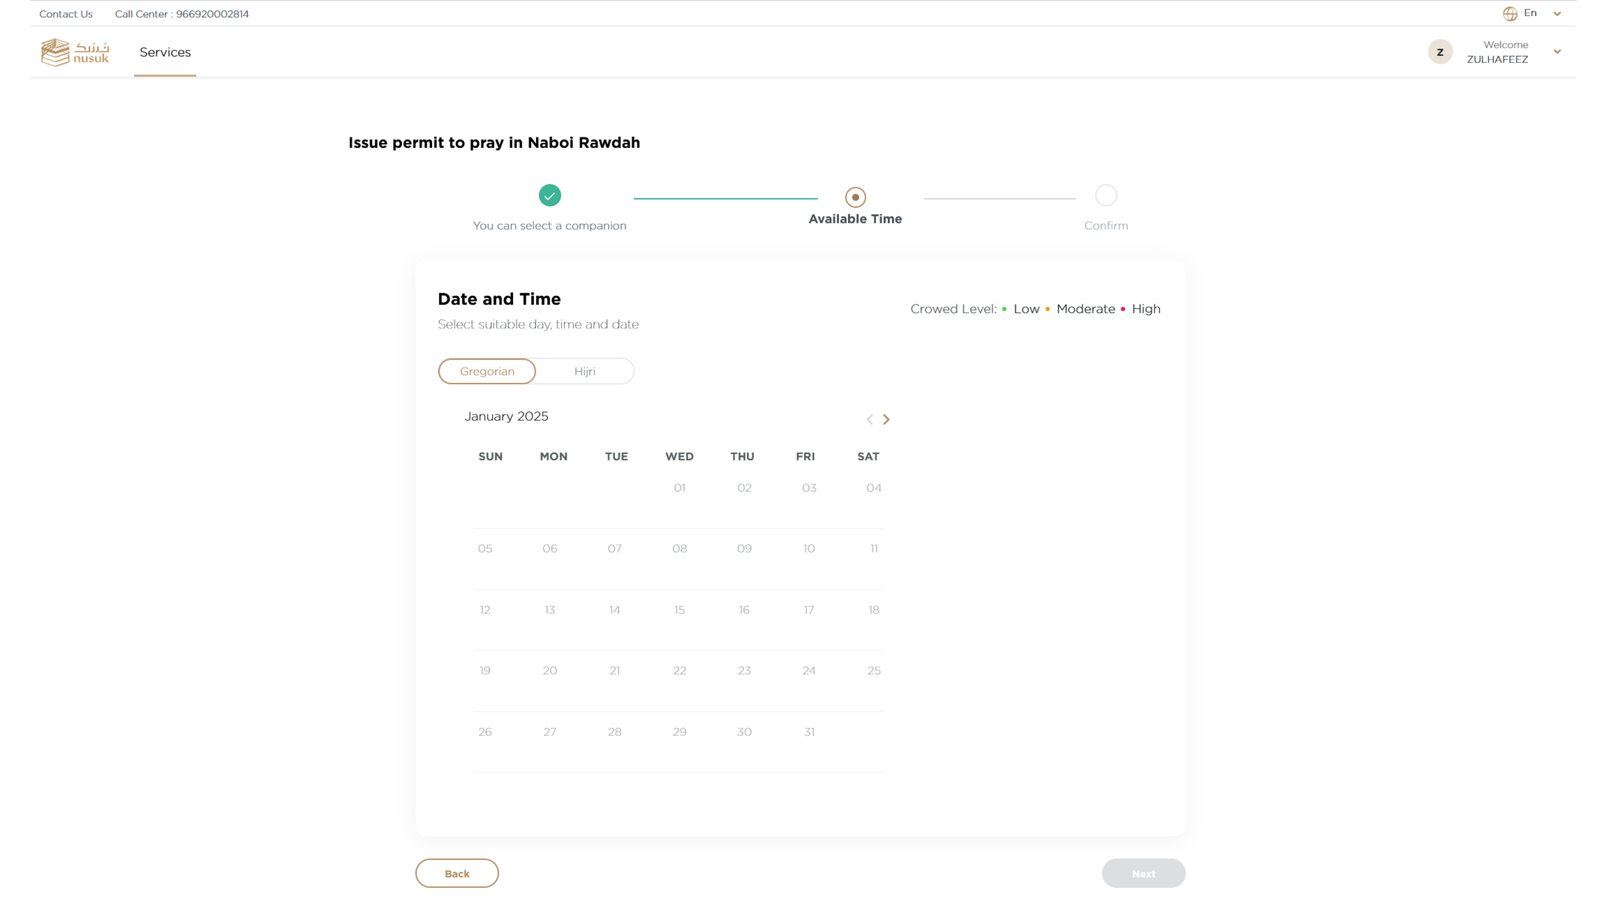 Contact Us Call Center : 966920002814 En
نسك
nusuk
Services
Z
Welcome
ZULHAFEEZ
Issue permit to pray in Naboi Rawdah
You can select a companion
Available Time
Confirm
Date and Time
Select suitable day, time and date
Crowed Level: Low Moderate High
Gregorian Hijri
January 2025
SUN MON TUE WED THU FRI SAT
01 02 03 04
05 06 07 08 09 10 11
12 13 14 15 16 17 18
19 20 21 22 23 24 25
26 27 28 29 30 31
Back Next